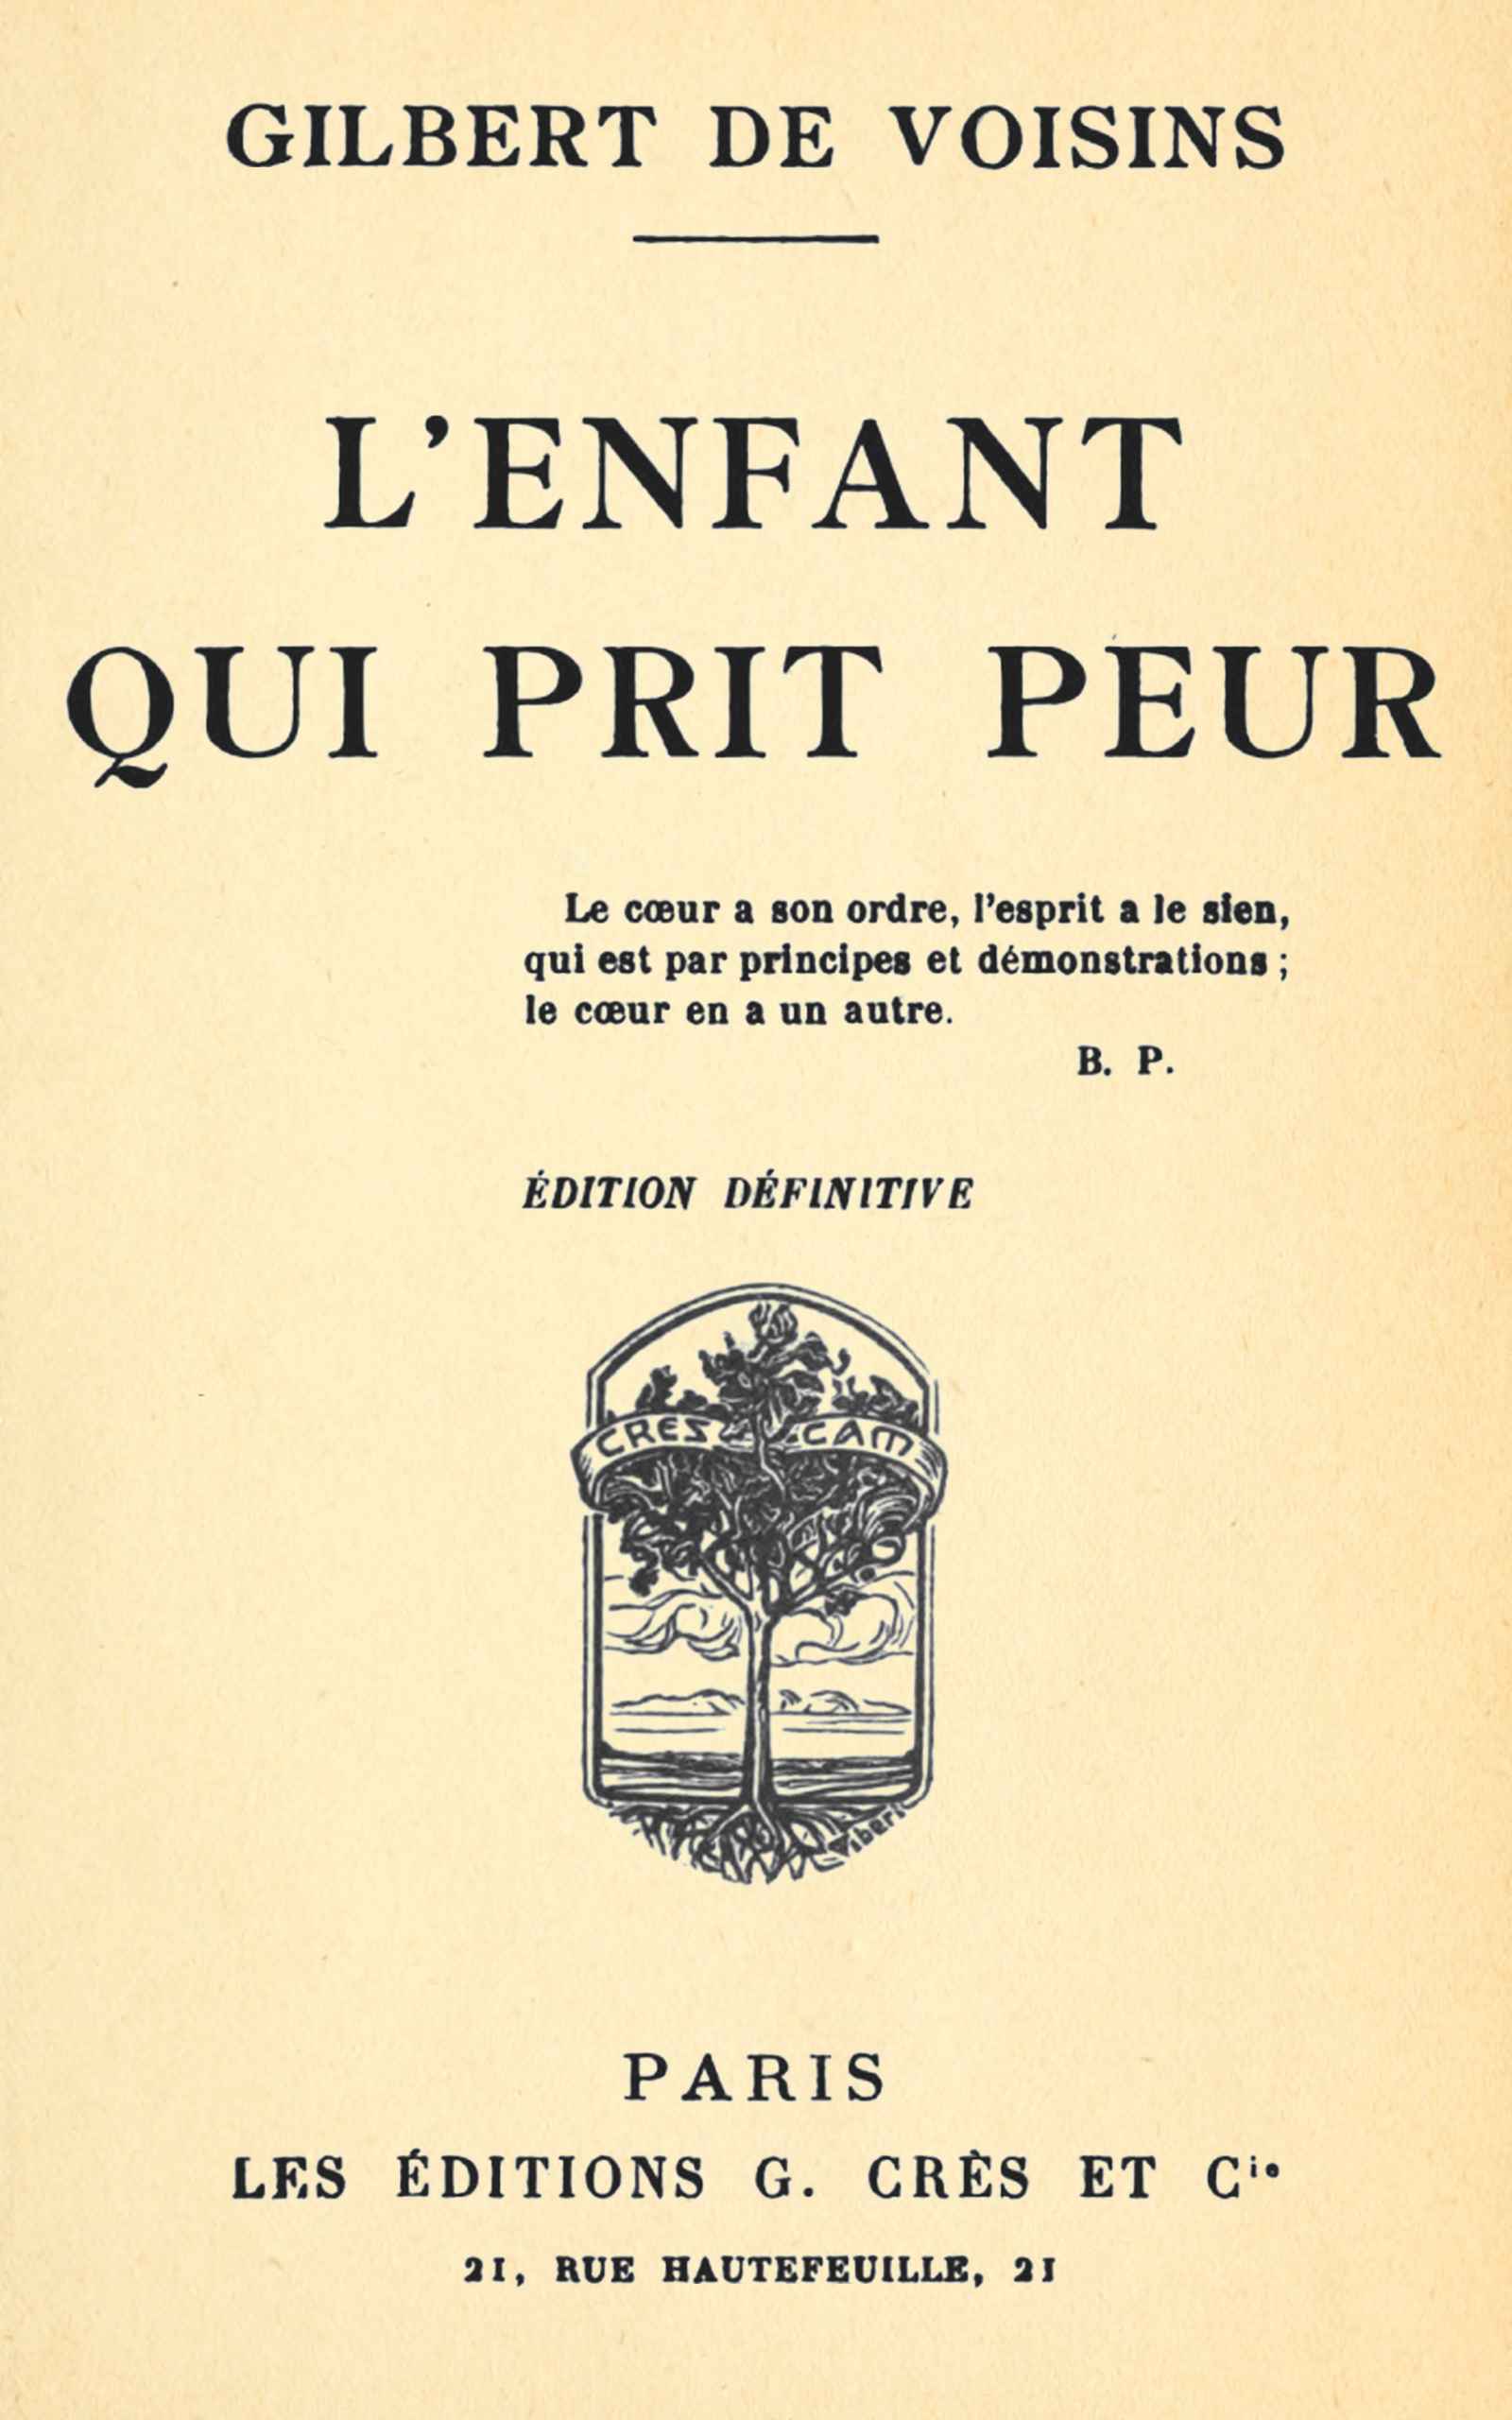 GILBERT DE VOISINS
L'ENFANT
QUI PRIT PEUR
Le cœur a son ordre, l'esprit a le sien,
qui est par principes et démonstrations ;
le cœur en a un autre.
B. P.
ÉDITION DÉFINITIVE
CRES CAM
Vibert
PARIS
LES ÉDITIONS G. CRÈS ET Cie
21, RUE HAUTEFEUILLE, 21